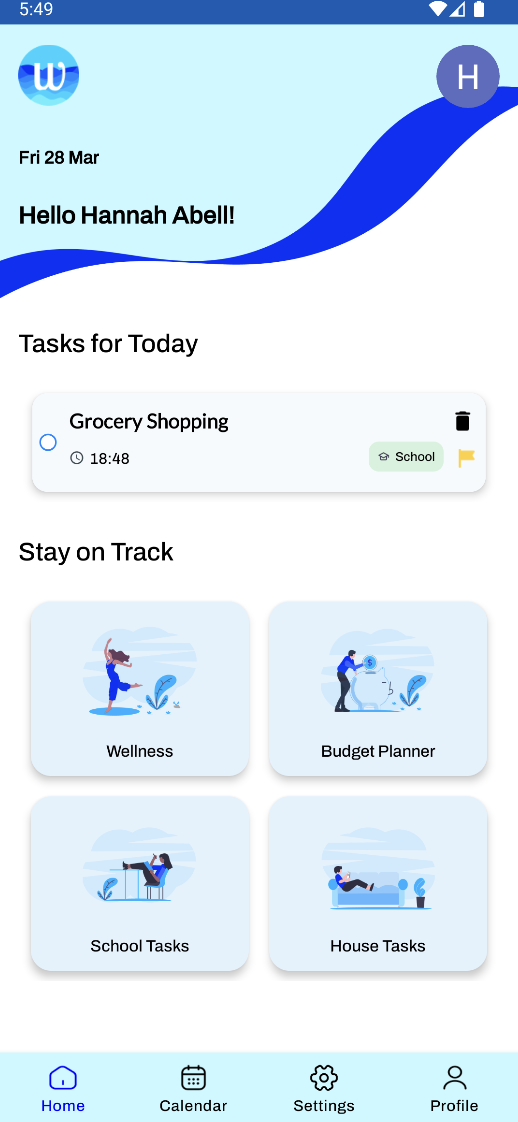 5:49
W
H
Fri 28 Mar
Hello Hannah Abell!
Tasks for Today
Grocery Shopping
18:48
School
Stay on Track
$
Wellness
Budget Planner
School Tasks
House Tasks
Home
Calendar
Settings
Profile